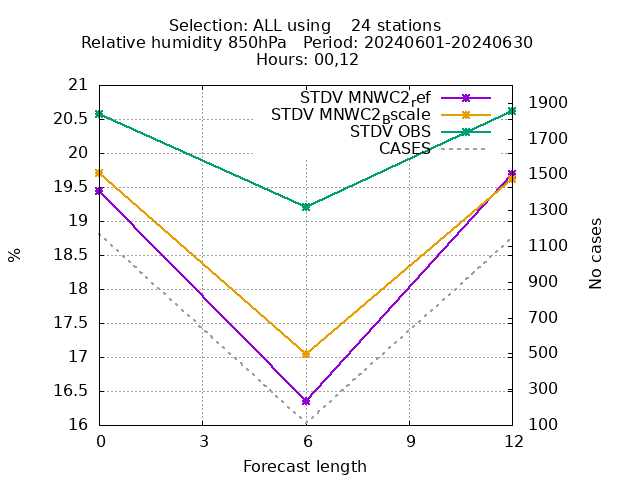 Selection: ALL using    24 stations
Relative humidity 850hPa   Period: 20240601-20240630
Hours: 00,12
STDV MNWC2ref
STDV MNWC2Bscale
STDV OBS
CASES
21
20.5
20
19.5
19
18.5
18
17.5
17
16.5
16
%
1900
1700
1500
1300
1100
900
700
500
300
100
No cases
0 3 6 9 12
Forecast length